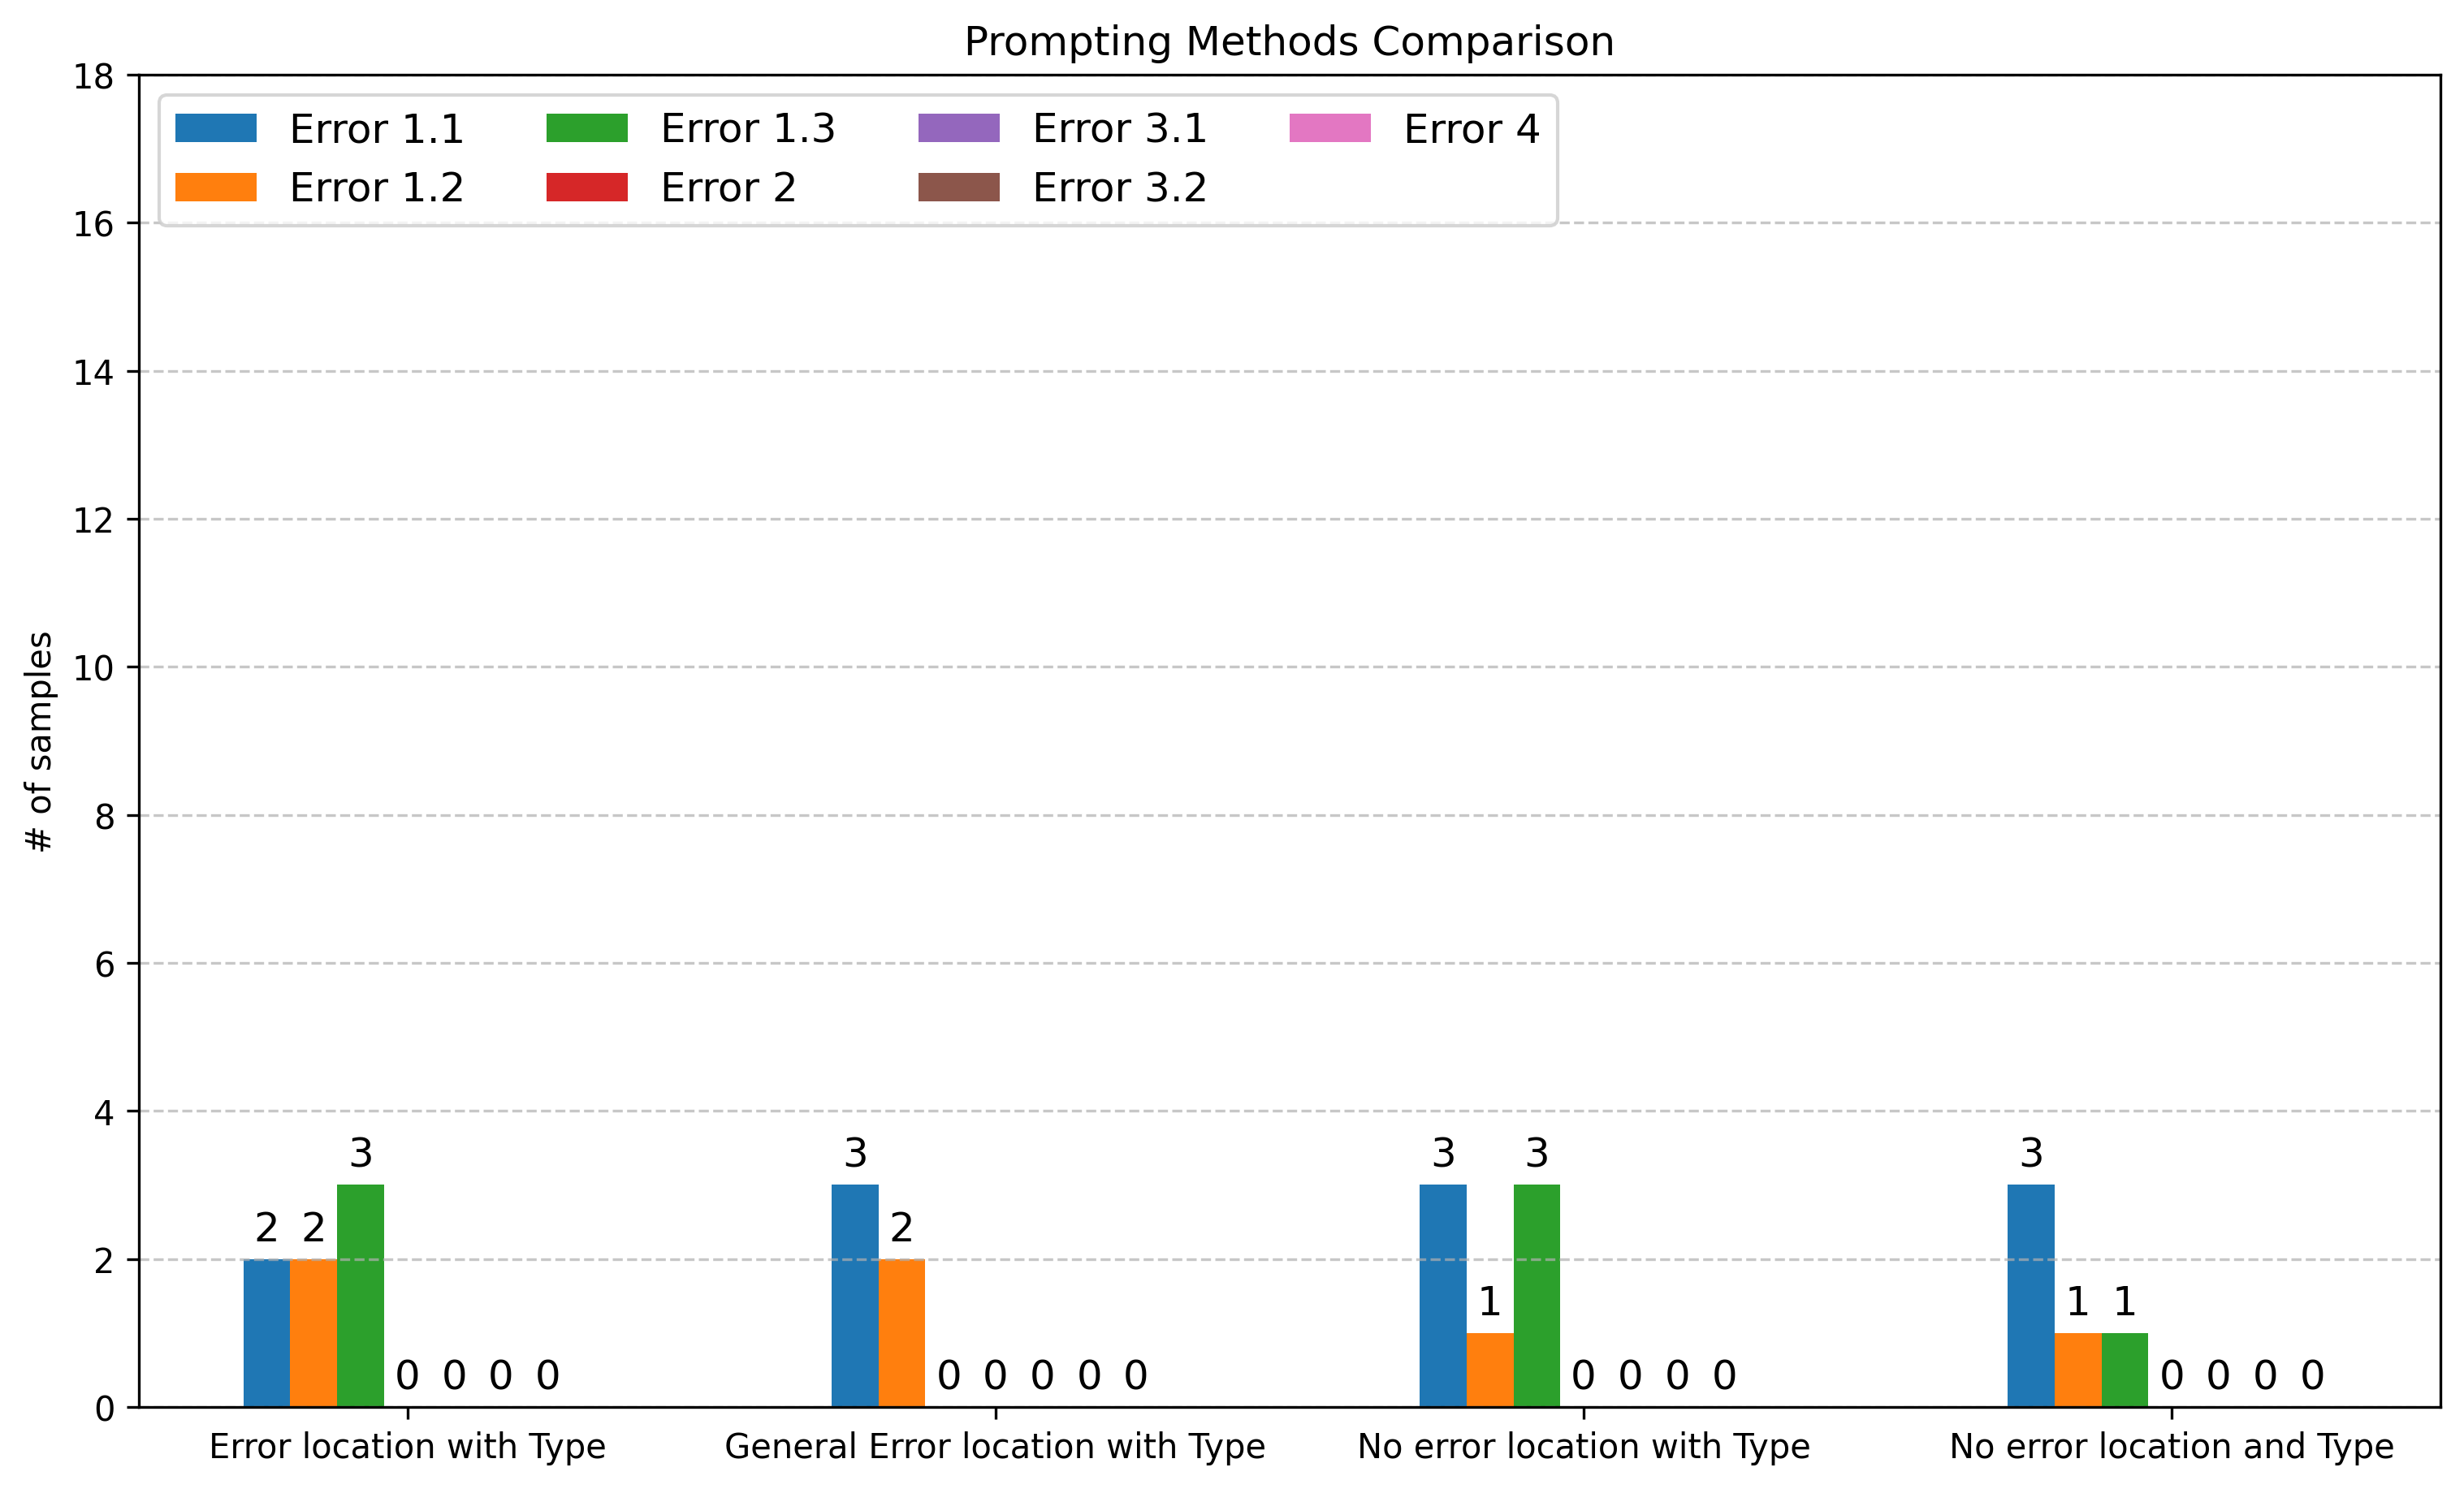 Prompting Methods Comparison
18
16
14
12
10
8
6
4
2
0
# of samples
Error 1.1 Error 1.3 Error 3.1 Error 4
Error 1.2 Error 2 Error 3.2
2 2 3 0 0 0 0
3 2 0 0 0 0 0
3 1 3 0 0 0 0
3 1 1 0 0 0 0
Error location with Type General Error location with Type No error location with Type No error location and Type